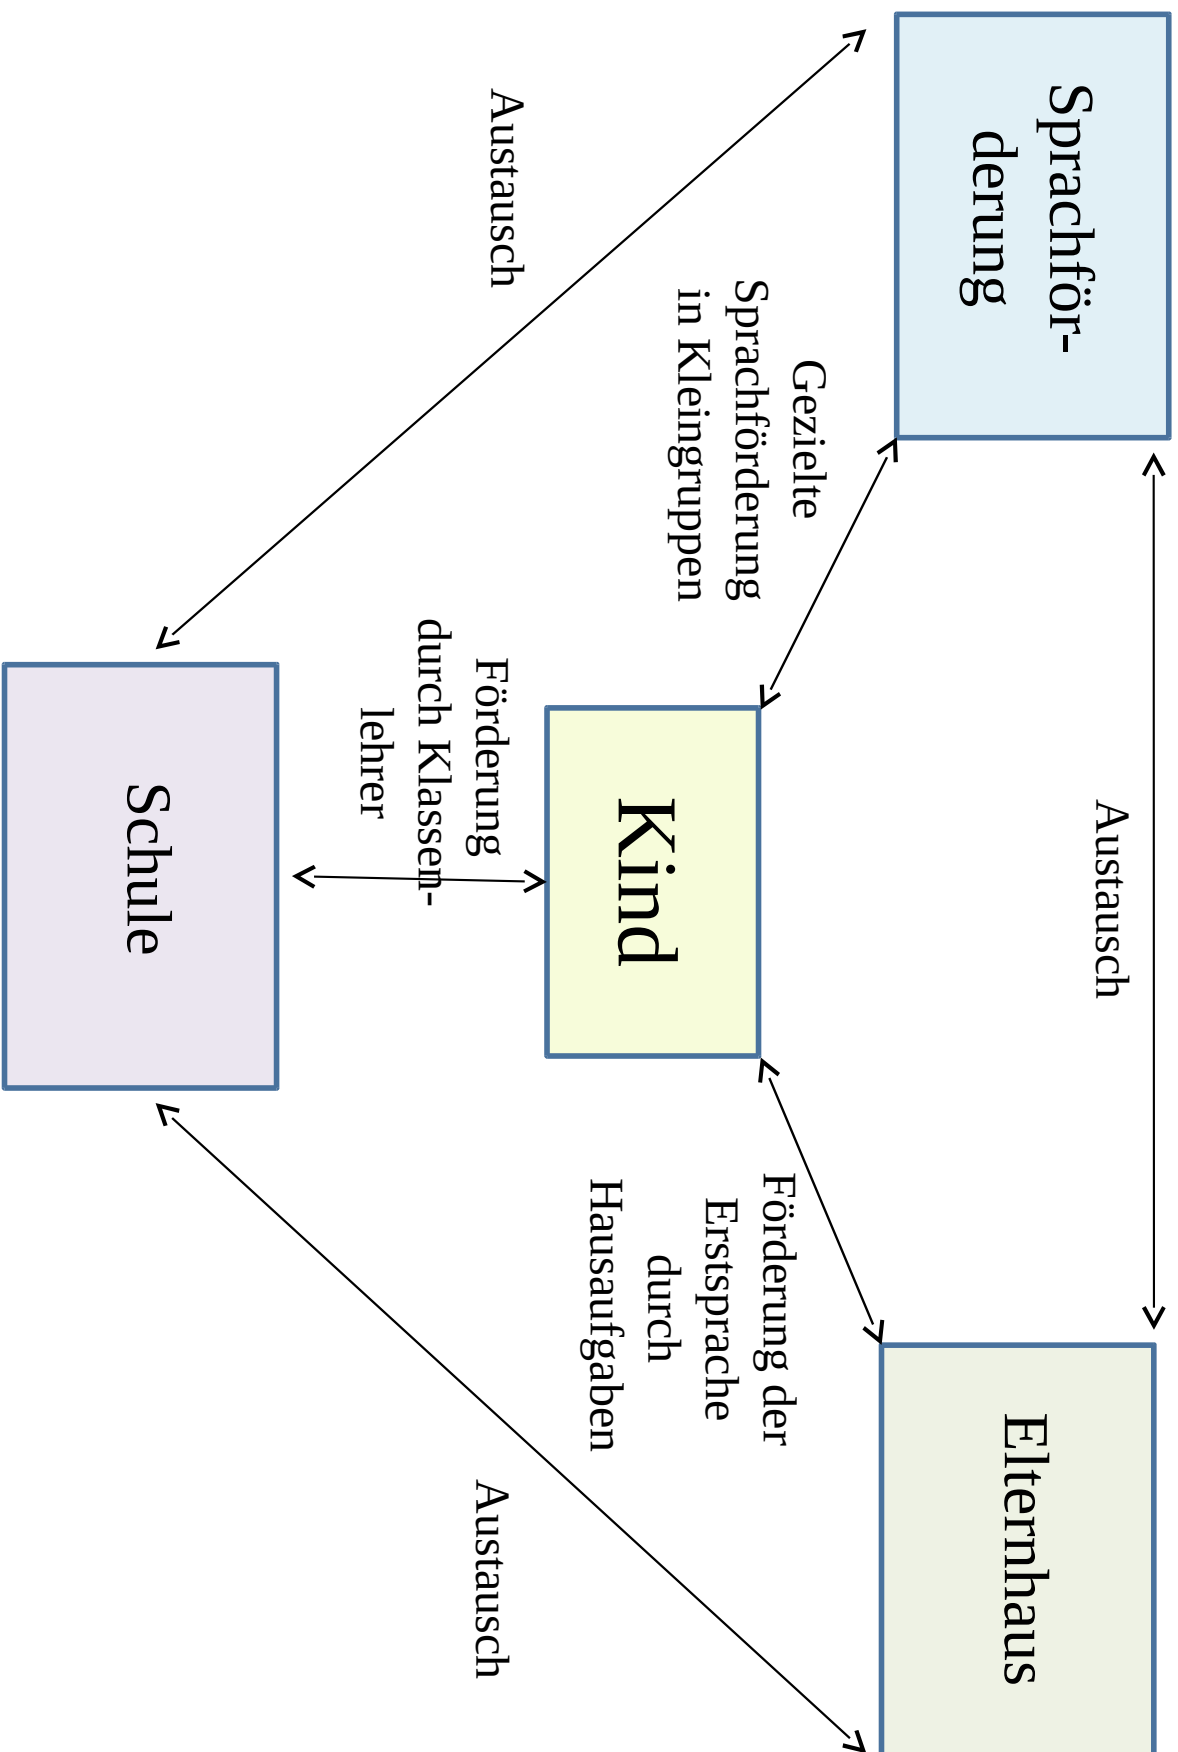 Sprachför-
derung
Austausch
Elternhaus
Gezielte
Sprachförderung
in Kleingruppen
Kind
Förderung der
Erstsprache
durch
Hausaufgaben
Austausch
Förderung
durch Klassen-
lehrer
Austausch
Schule